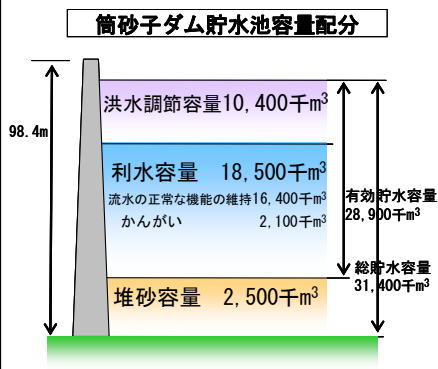 筒砂子ダム貯水池容量配分
98.4m
洪水調節容量10,400千m³
利水容量 18,500千m³
流水の正常な機能の維持16,400千m³
かんがい 2,100千m³
有効貯水容量
28,900千m³
総貯水容量
31,400千m³
堆砂容量 2,500千m³